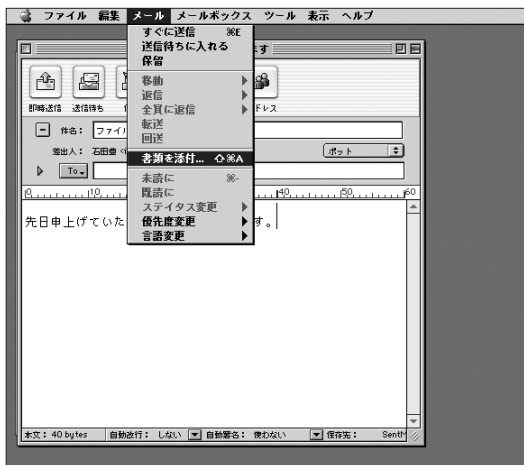 ファイル 編集 メール メールボックス ツール 表示 ヘルプ
すぐに送信 ⌘E
送信待ちに入れる
保留
移動
返信
全員に返信
転送
回送
書類を添付... ⇧⌘A
未読に ⌘-
既読に
ステイタス変更
優先度変更
言語変更
す
即時送信 送信待ち ドレス
件名: ファイル
差出人: 石田豊
ポット
To
0 10 40 50 60
先日申上げていた す。
本文: 40 bytes 自動改行: しない 自動署名: 使わない 保存先: Sent